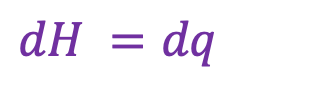 dH = dq